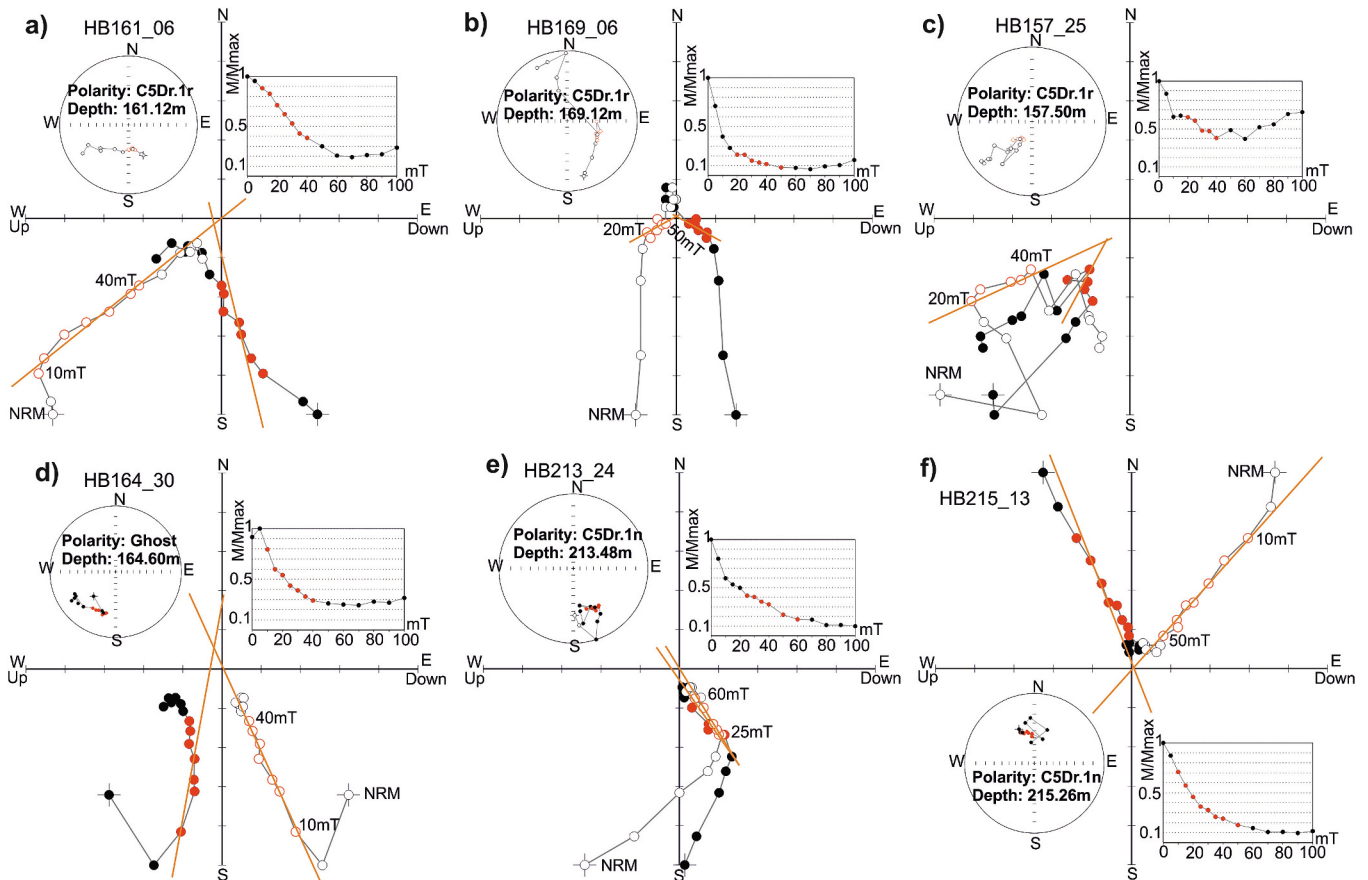 a) HB161_06
N
Polarity: C5Dr.1r
Depth: 161.12m
W E
S
M/Mmax
1
0.5
0.1
0 20 40 60 80 100 mT
W Up
E Down
40mT
10mT
NRM
S
b) HB169_06
N
Polarity: C5Dr.1r
Depth: 169.12m
W E
S
M/Mmax
1
0.5
0.1
0 20 40 60 80 100 mT
W Up
E Down
20mT
50mT
NRM
S
c) HB157_25
N
Polarity: C5Dr.1r
Depth: 157.50m
W E
S
M/Mmax
1
0.5
0.1
0 20 40 60 80 100 mT
W Up
E Down
40mT
20mT
NRM
S
d) HB164_30
N
N
Polarity: Ghost
Depth: 164.60m
W E
S
M/Mmax
1
0.5
0.1
0 20 40 60 80 100 mT
W Up
E Down
40mT
10mT
NRM
S
e) HB213_24
N
N
Polarity: C5Dr.1n
Depth: 213.48m
W E
S
M/Mmax
1
0.5
0.1
0 20 40 60 80 100 mT
W Up
E Down
60mT
25mT
NRM
S
f) HB215_13
N
NRM
10mT
50mT
W Up
E Down
N
W E
Polarity: C5Dr.1n
Depth: 215.26m
S
M/Mmax
1
0.5
0.1
0 20 40 60 80 100 mT
S